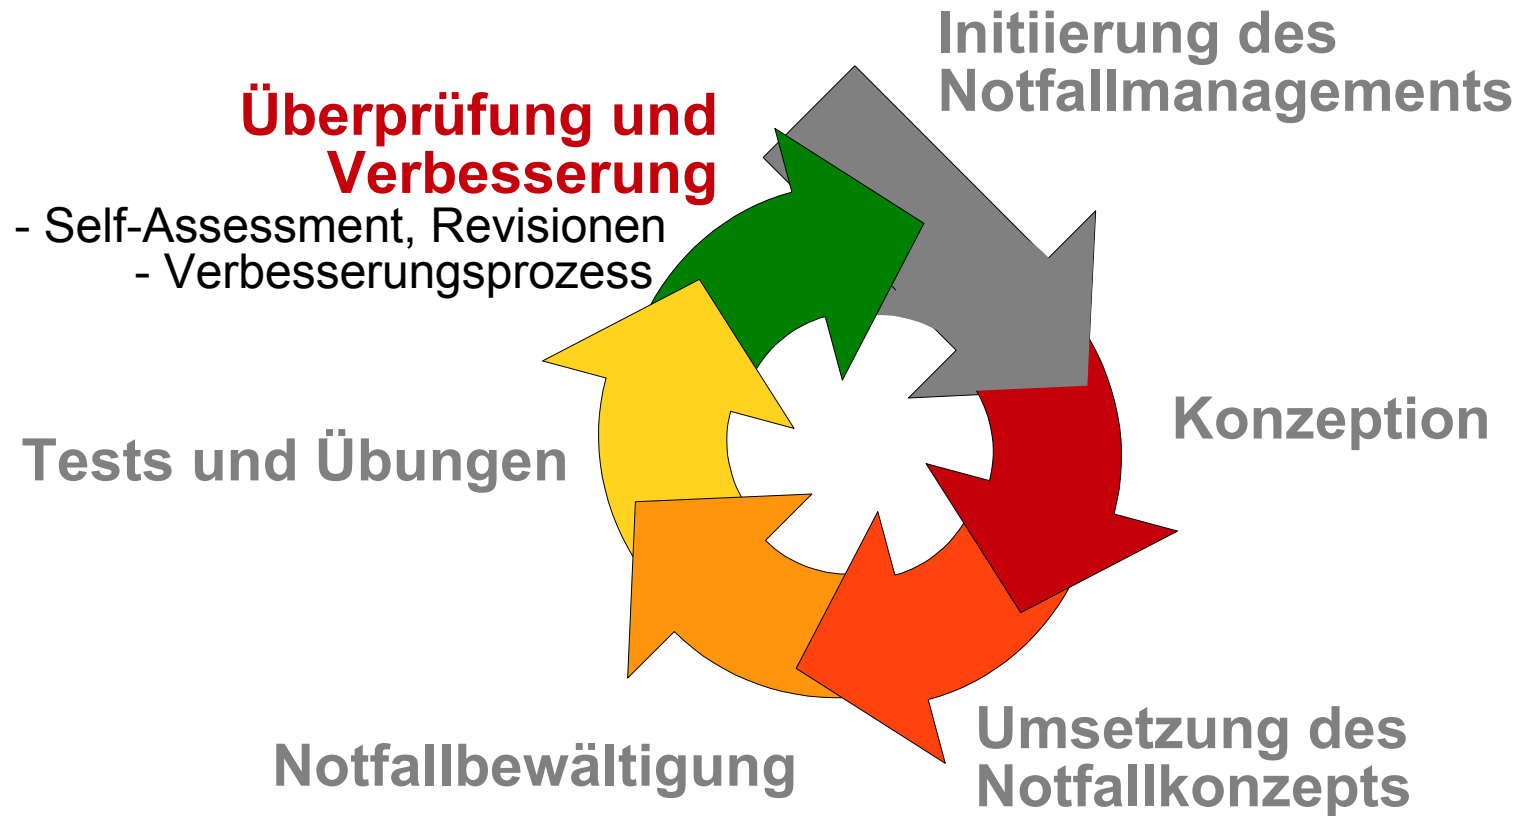 Initiierung des
Notfallmanagements
Überprüfung und
Verbesserung
- Self-Assessment, Revisionen
- Verbesserungsprozess
Konzeption
Tests und Übungen
Umsetzung des
Notfallkonzepts
Notfallbewältigung